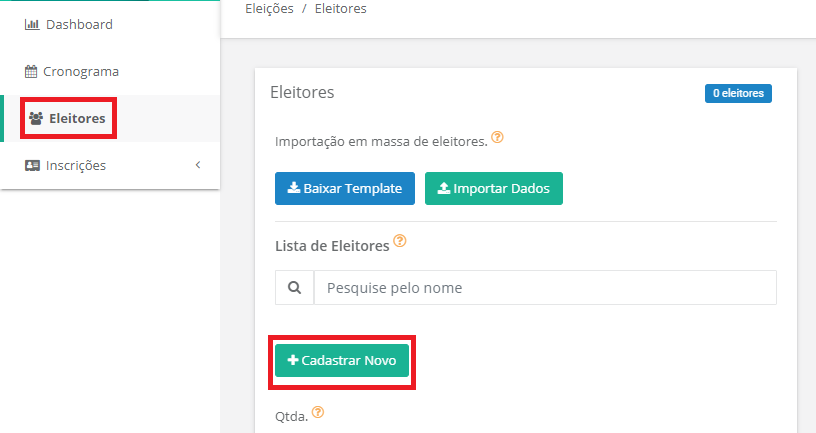 Dashboard
Cronograma
Eleitores
Inscrições
Eleições / Eleitores
Eleitores
0 eleitores
Importação em massa de eleitores. ?
Baixar Template
Importar Dados
Lista de Eleitores ?
Pesquise pelo nome
+ Cadastrar Novo
Qtda. ?